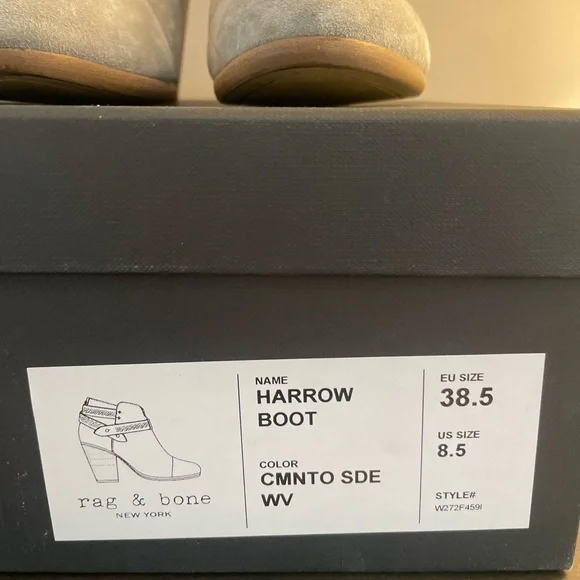 rag & bone
NEW YORK
NAME
HARROW
BOOT
COLOR
CMNTO SDE
WV
EU SIZE
38.5
US SIZE
8.5
STYLE#
W272F459I